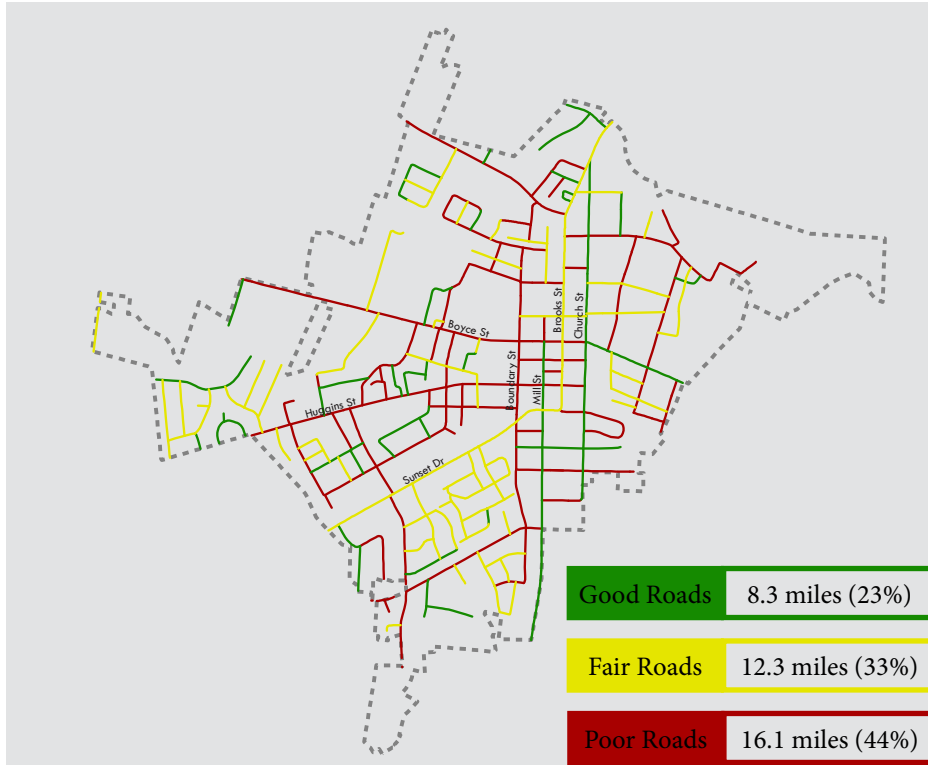 Boyce St
Brooks St
Church St
Boundary St
Mill St
Huggins St
Sunset Dr
Good Roads 8.3 miles (23%)
Fair Roads 12.3 miles (33%)
Poor Roads 16.1 miles (44%)